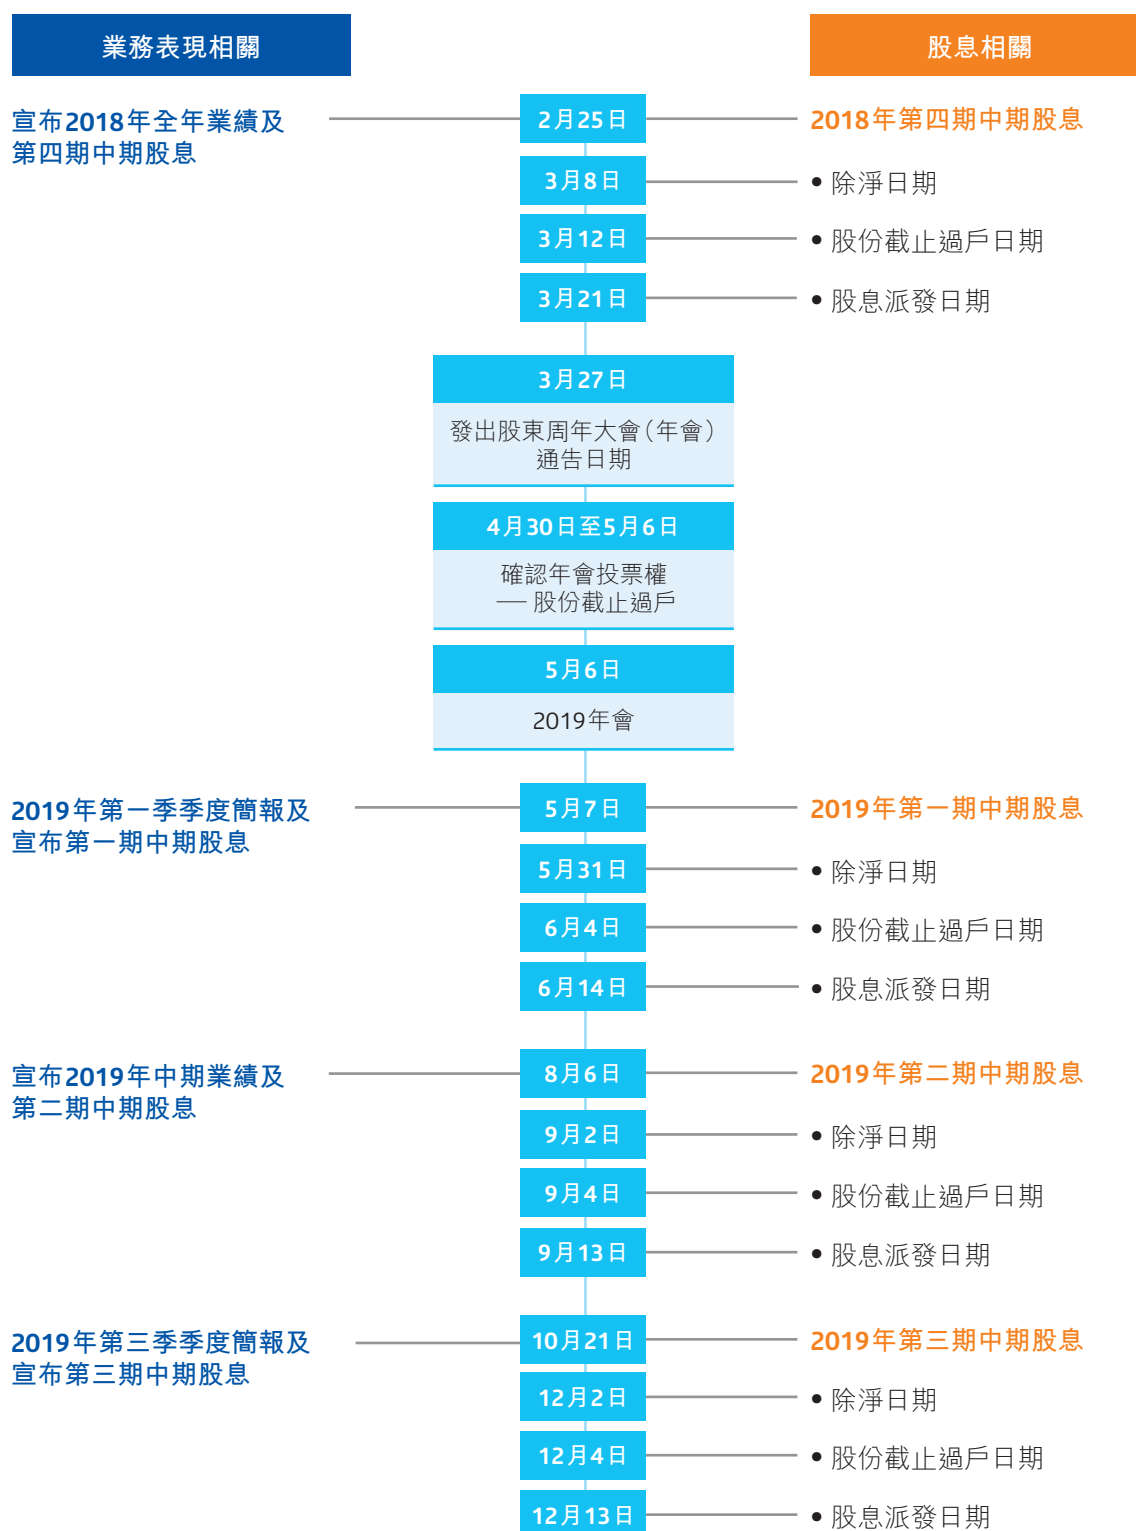 業務表現相關
股息相關
宣布2018年全年業績及
第四期中期股息
2月25日
2018年第四期中期股息
3月8日
• 除淨日期
3月12日
• 股份截止過戶日期
3月21日
• 股息派發日期
3月27日
發出股東周年大會（年會）
通告日期
4月30日至5月6日
確認年會投票權
— 股份截止過戶
5月6日
2019年會
2019年第一季季度簡報及
宣布第一期中期股息
5月7日
2019年第一期中期股息
5月31日
• 除淨日期
6月4日
• 股份截止過戶日期
6月14日
• 股息派發日期
宣布2019年中期業績及
第二期中期股息
8月6日
2019年第二期中期股息
9月2日
• 除淨日期
9月4日
• 股份截止過戶日期
9月13日
• 股息派發日期
2019年第三季季度簡報及
宣布第三期中期股息
10月21日
2019年第三期中期股息
12月2日
• 除淨日期
12月4日
• 股份截止過戶日期
12月13日
• 股息派發日期